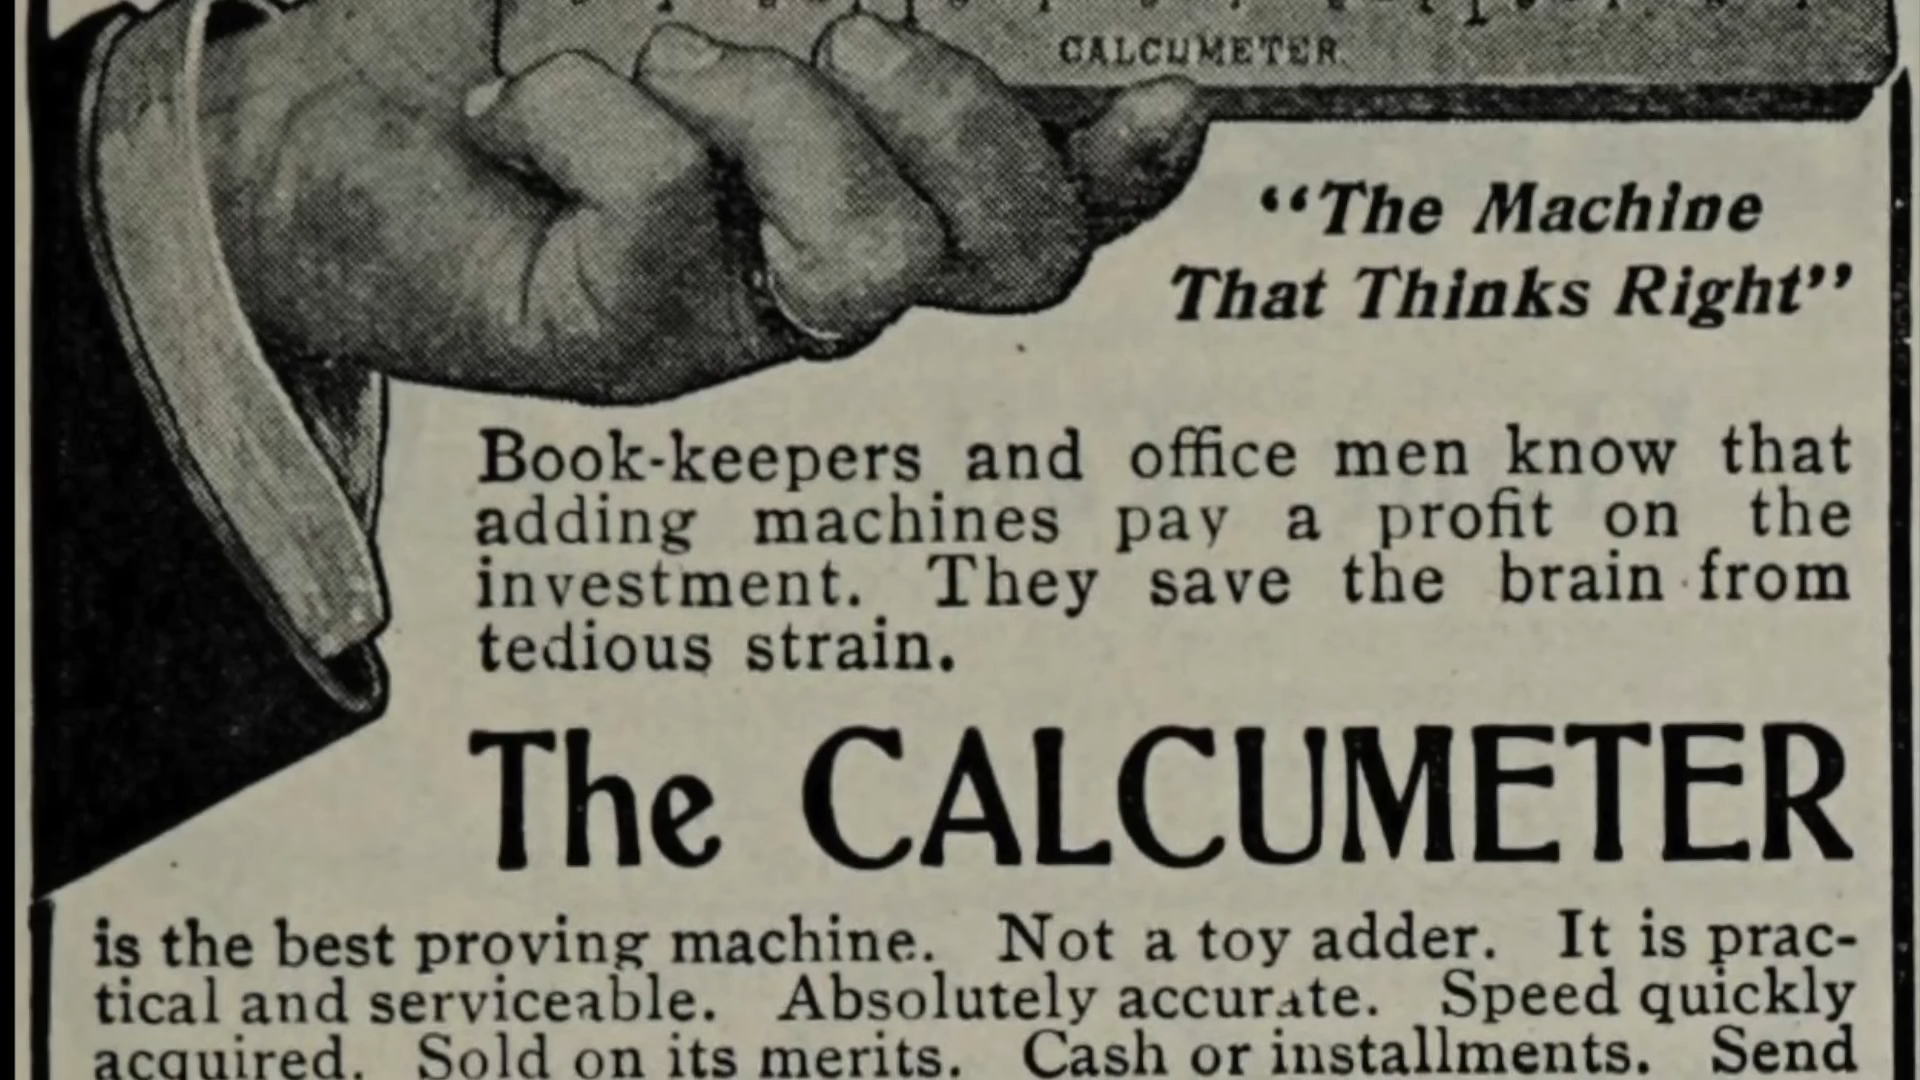 CALCUMETER.
“The Machine
That Thinks Right”
Book-keepers and office men know that
adding machines pay a profit on the
investment. They save the brain from
tedious strain.
The CALCUMETER
is the best proving machine. Not a toy adder. It is prac-
tical and serviceable. Absolutely accurate. Speed quickly
acquired. Sold on its merits. Cash or installments. Send